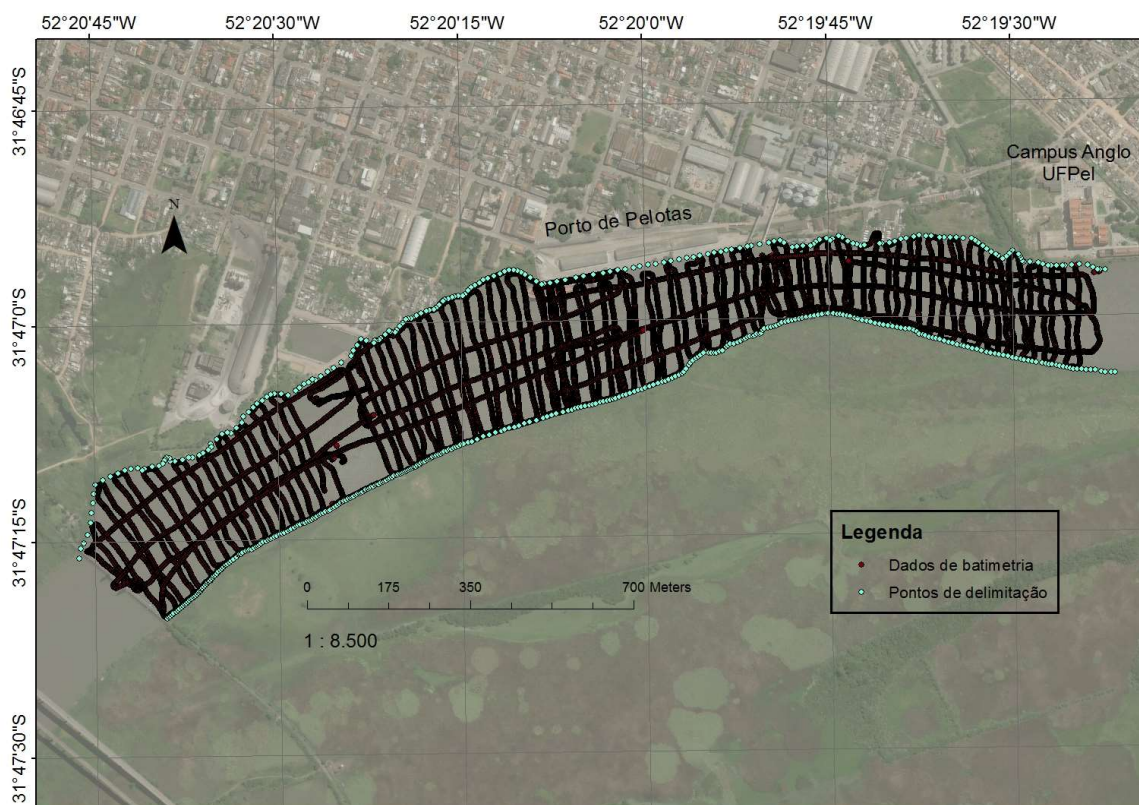 52°20'45"W 52°20'30"W 52°20'15"W 52°20'0"W 52°19'45"W 52°19'30"W
31°46'45"S
31°47'0"S
31°47'15"S
31°47'30"S
Campus Anglo
UFPel
N
Porto de Pelotas
0 175 350 700 Meters
1 : 8.500
Legenda
Dados de batimetria
Pontos de delimitação